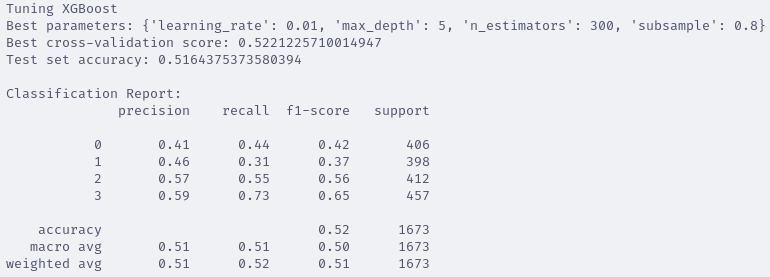 Tuning XGBoost
Best parameters: {'learning_rate': 0.01, 'max_depth': 5, 'n_estimators': 300, 'subsample': 0.8}
Best cross-validation score: 0.5221225710014947
Test set accuracy: 0.5164375373580394

Classification Report:
              precision    recall  f1-score   support

           0       0.41      0.44      0.42       406
           1       0.46      0.31      0.37       398
           2       0.57      0.55      0.56       412
           3       0.59      0.73      0.65       457

    accuracy                           0.52      1673
   macro avg       0.51      0.51      0.50      1673
weighted avg       0.51      0.52      0.51      1673